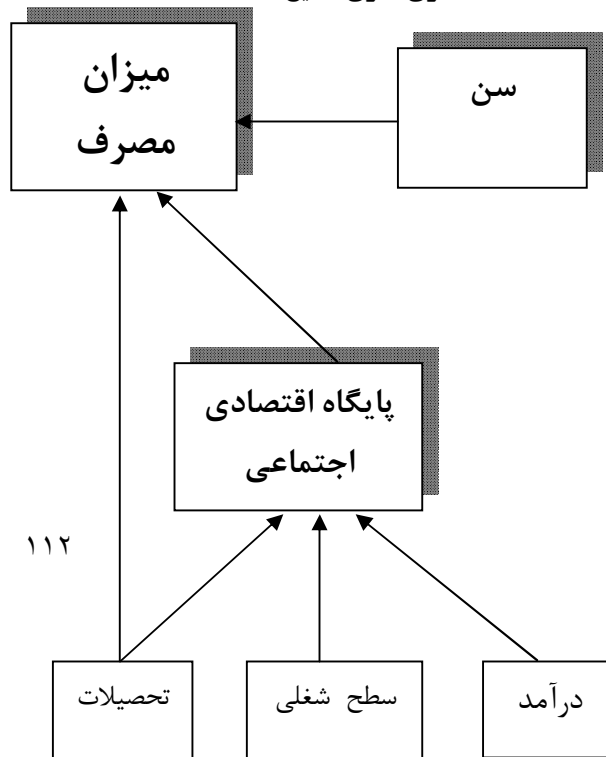 میزان
مصرف
سن
پایگاه اقتصادی
اجتماعی
۱۱۲
درآمد
سطح شغلی
تحصیلات